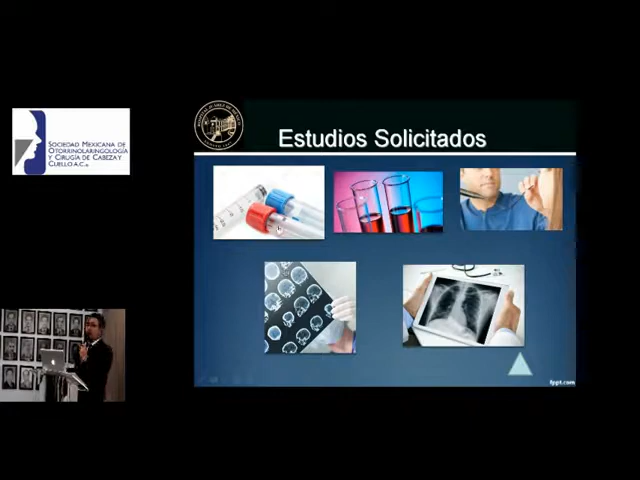 Estudios Solicitados
SOCIEDAD MEXICANA DE
OTORRINOLARINGOLOGÍA
Y CIRUGÍA DE CABEZA Y
CUELLO A.C.
fppt.com